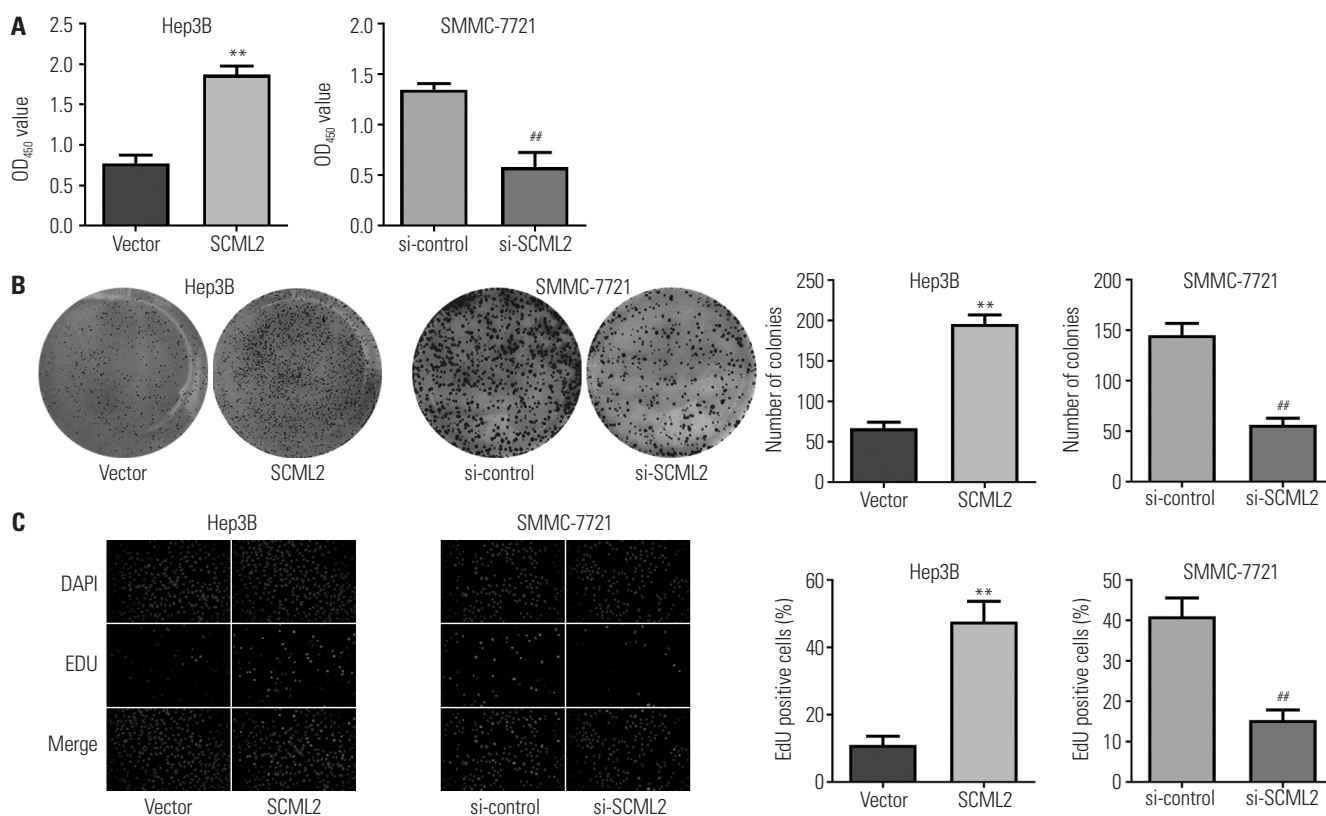 A
Hep3B
OD450 value
2.5
2.0
1.5
1.0
0.5
0.0
**
Vector
SCML2
SMMC-7721
OD450 value
2.0
1.5
1.0
0.5
0.0
##
si-control
si-SCML2
B
Hep3B
Vector
SCML2
SMMC-7721
si-control
si-SCML2
Hep3B
Number of colonies
250
200
150
100
50
0
**
Vector
SCML2
SMMC-7721
Number of colonies
200
150
100
50
0
##
si-control
si-SCML2
C
Hep3B
SMMC-7721
DAPI
EDU
Merge
Vector
SCML2
si-control
si-SCML2
Hep3B
EdU positive cells (%)
60
40
20
0
**
Vector
SCML2
SMMC-7721
EdU positive cells (%)
50
40
30
20
10
0
##
si-control
si-SCML2